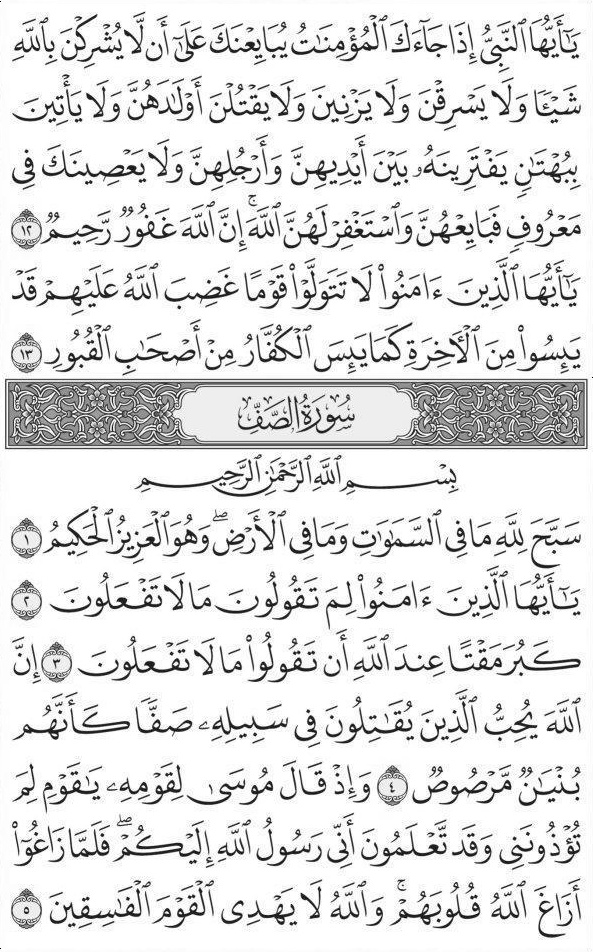 يَـٰٓأَيُّهَا ٱلنَّبِىُّ إِذَا جَآءَكَ ٱلْمُؤْمِنَـٰتُ يُبَايِعْنَكَ عَلَىٰٓ أَن لَّا يُشْرِكْنَ بِٱللَّهِ
شَيْـًٔا وَلَا يَسْرِقْنَ وَلَا يَزْنِينَ وَلَا يَقْتُلْنَ أَوْلَـٰدَهُنَّ وَلَا يَأْتِينَ
بِبُهْتَـٰنٍ يَفْتَرِينَهُۥ بَيْنَ أَيْدِيهِنَّ وَأَرْجُلِهِنَّ وَلَا يَعْصِينَكَ فِى
مَعْرُوفٍ فَبَايِعْهُنَّ وَٱسْتَغْفِرْ لَهُنَّ ٱللَّهَ ۚ إِنَّ ٱللَّهَ غَفُورٌ رَّحِيمٌ ١٢
يَـٰٓأَيُّهَا ٱلَّذِينَ ءَامَنُوا۟ لَا تَتَوَلَّوْا۟ قَوْمًا غَضِبَ ٱللَّهُ عَلَيْهِمْ قَدْ
يَئِسُوا۟ مِنَ ٱلْـَٔاخِرَةِ كَمَا يَئِسَ ٱلْكُفَّارُ مِنْ أَصْحَـٰبِ ٱلْقُبُورِ ١٣
سُورَةُ الصَّفِّ
بِسْمِ ٱللَّهِ ٱلرَّحْمَـٰنِ ٱلرَّحِيمِ
سَبَّحَ لِلَّهِ مَا فِى ٱلسَّمَـٰوَٰتِ وَمَا فِى ٱلْأَرْضِ ۖ وَهُوَ ٱلْعَزِيزُ ٱلْحَكِيمُ ١
يَـٰٓأَيُّهَا ٱلَّذِينَ ءَامَنُوا۟ لِمَ تَقُولُونَ مَا لَا تَفْعَلُونَ ٢
كَبُرَ مَقْتًا عِندَ ٱللَّهِ أَن تَقُولُوا۟ مَا لَا تَفْعَلُونَ ٣ إِنَّ
ٱللَّهَ يُحِبُّ ٱلَّذِينَ يُقَـٰتِلُونَ فِى سَبِيلِهِۦ صَفًّا كَأَنَّهُم
بُنْيَـٰنٌ مَّرْصُوصٌ ٤ وَإِذْ قَالَ مُوسَىٰ لِقَوْمِهِۦ يَـٰقَوْمِ لِمَ
تُؤْذُونَنِى وَقَد تَّعْلَمُونَ أَنِّى رَسُولُ ٱللَّهِ إِلَيْكُمْ ۖ فَلَمَّا زَاغُوٓا۟
أَزَاغَ ٱللَّهُ قُلُوبَهُمْ ۚ وَٱللَّهُ لَا يَهْدِى ٱلْقَوْمَ ٱلْفَـٰسِقِينَ ٥